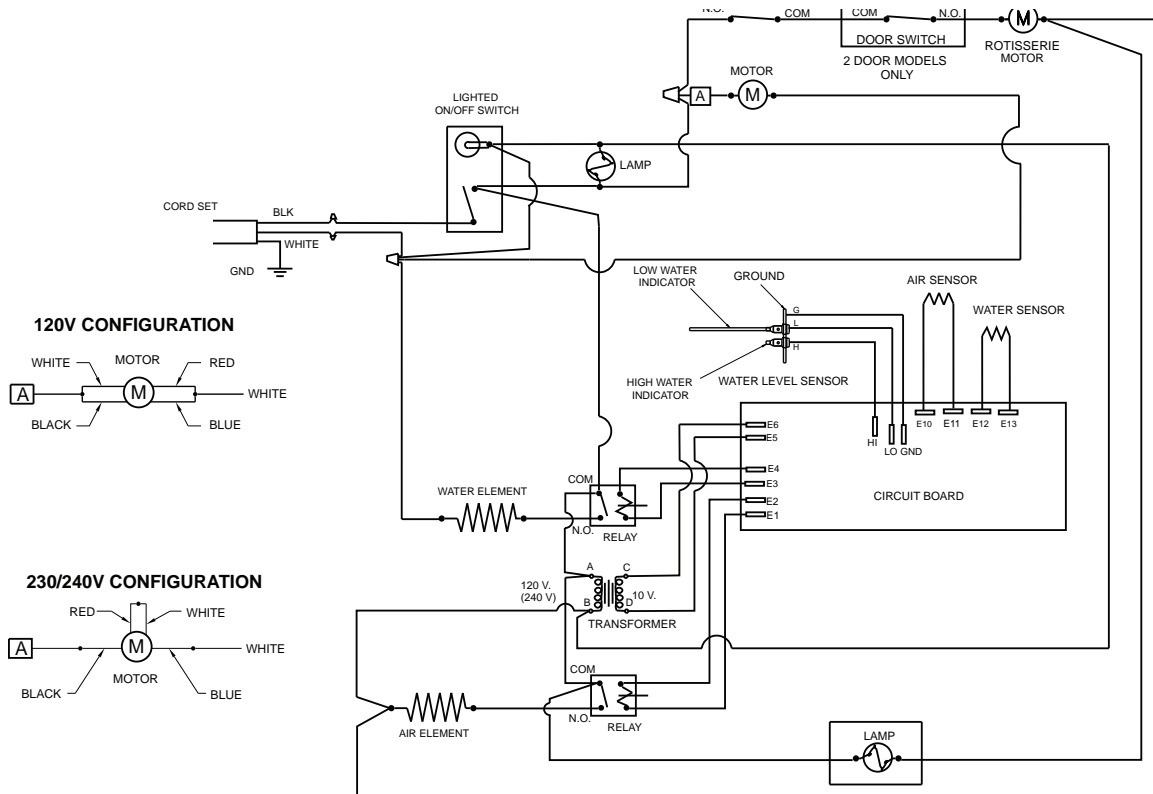 N.O.
COM
COM
N.O.
M
DOOR SWITCH
ROTISSERIE
MOTOR
2 DOOR MODELS
ONLY
MOTOR
A
M
LIGHTED
ON/OFF SWITCH
LAMP
CORD SET
BLK
WHITE
GND
LOW WATER
INDICATOR
GROUND
AIR SENSOR
WATER SENSOR
G
L
H
HIGH WATER
INDICATOR
WATER LEVEL SENSOR
120V CONFIGURATION
WHITE
MOTOR
RED
A
M
WHITE
BLACK
BLUE
E6
E5
E4
E3
E2
E1
HI
LO GND
E10
E11
E12
E13
CIRCUIT BOARD
COM
WATER ELEMENT
N.O.
RELAY
230/240V CONFIGURATION
RED
WHITE
A
M
WHITE
MOTOR
BLACK
BLUE
A
C
120 V.
(240 V)
B
D
10 V.
TRANSFORMER
COM
N.O.
RELAY
AIR ELEMENT
LAMP